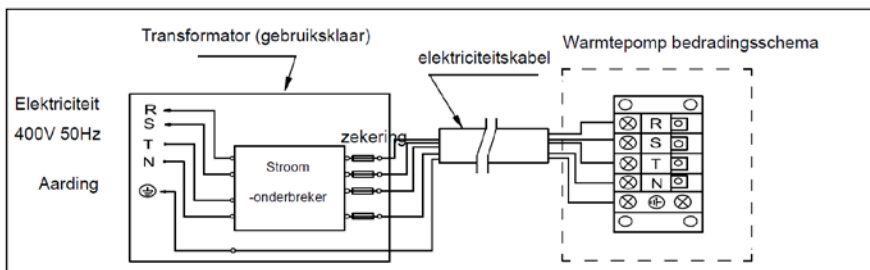 Transformator (gebruiksklaar)
elektriciteitskabel
Warmtepomp bedradingsschema
Elektriciteit
400V 50Hz
Aarding
R
S
T
N
zekering
Stroom
-onderbreker
R
S
T
N